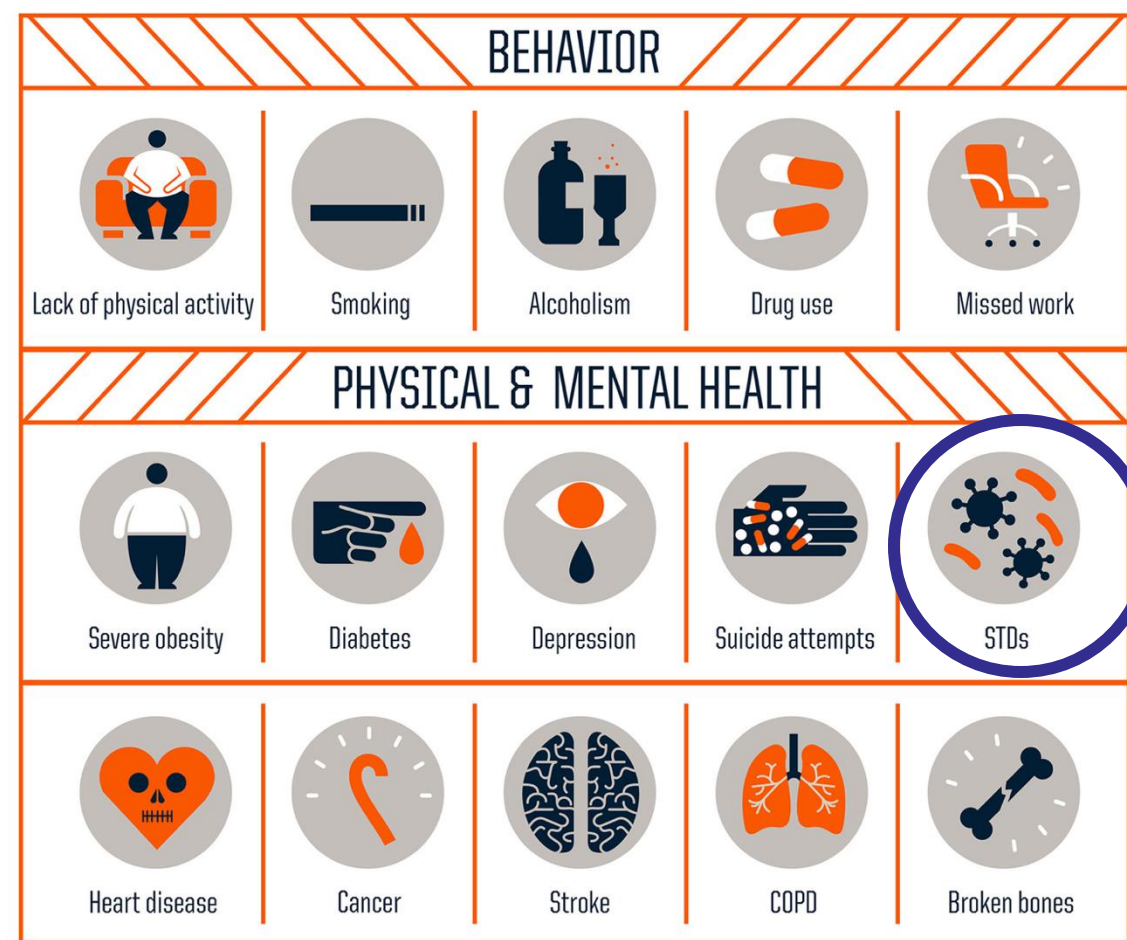 BEHAVIOR
Lack of physical activity
Smoking
Alcoholism
Drug use
Missed work
PHYSICAL & MENTAL HEALTH
Severe obesity
Diabetes
Depression
Suicide attempts
STDs
Heart disease
Cancer
Stroke
COPD
Broken bones